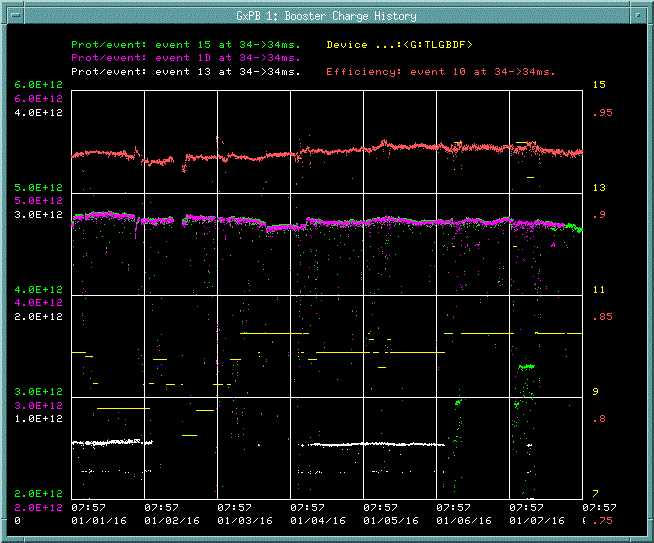 GxPB 1: Booster Charge History
Prot/event: event 15 at 34->34ms. Device ...:<G:TLGBDF>
Prot/event: event 1D at 34->34ms.
Prot/event: event 13 at 34->34ms. Efficiency: event 10 at 34->34ms.
6.0E+12 15
6.0E+12 .95
4.0E+12
5.0E+12 13
5.0E+12 .9
3.0E+12
4.0E+12 11
4.0E+12 .85
2.0E+12
3.0E+12 9
3.0E+12 .8
1.0E+12
2.0E+12 7
2.0E+12 07:57 07:57 07:57 07:57 07:57 07:57 07:57 07:57
0 01/01/16 01/02/16 01/03/16 01/04/16 01/05/16 01/06/16 01/07/16 .75